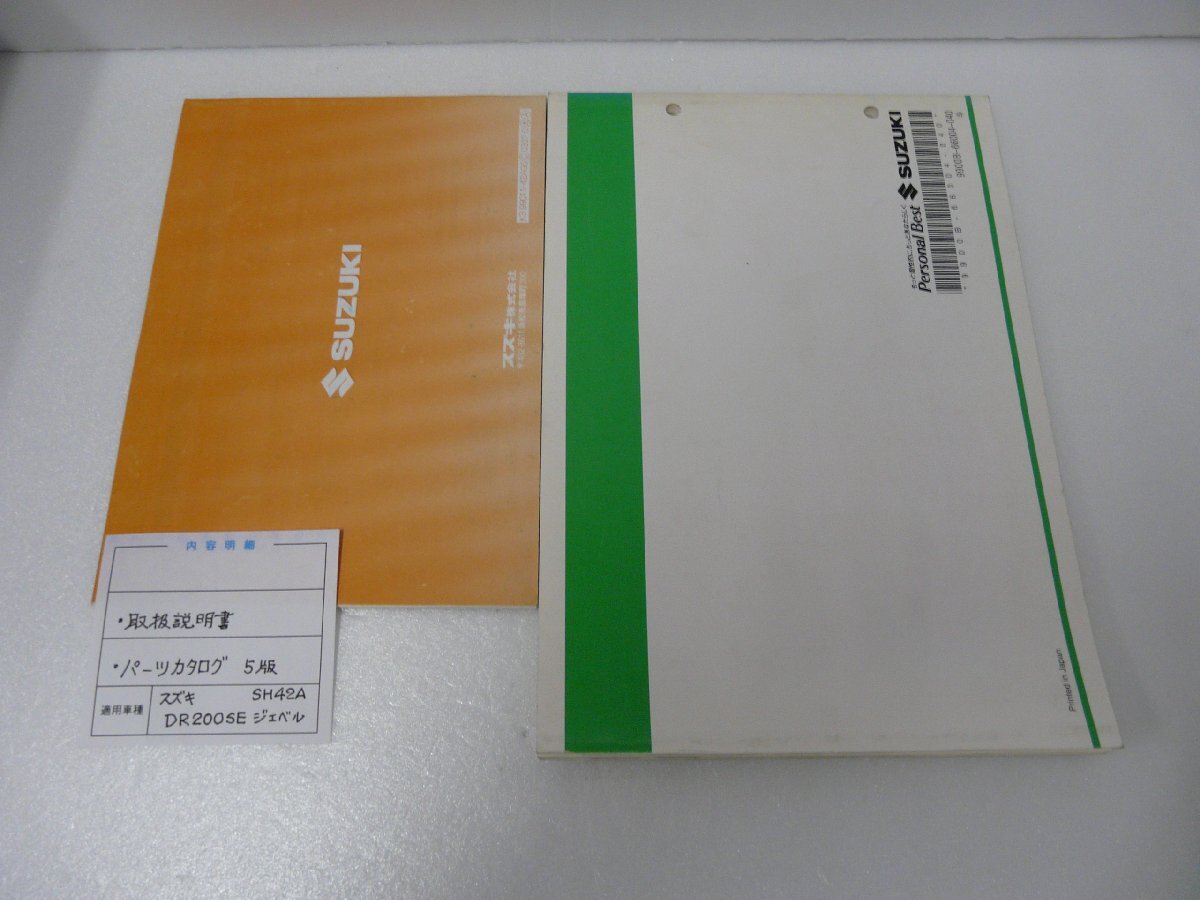 SUZUKI
スズキ株式会社
Personal Best SUZUKI
Printed in Japan
内容明細
・取扱説明書
・パーツカタログ 5版
適用車種
スズキ SH42A
DR200SE ジェベル